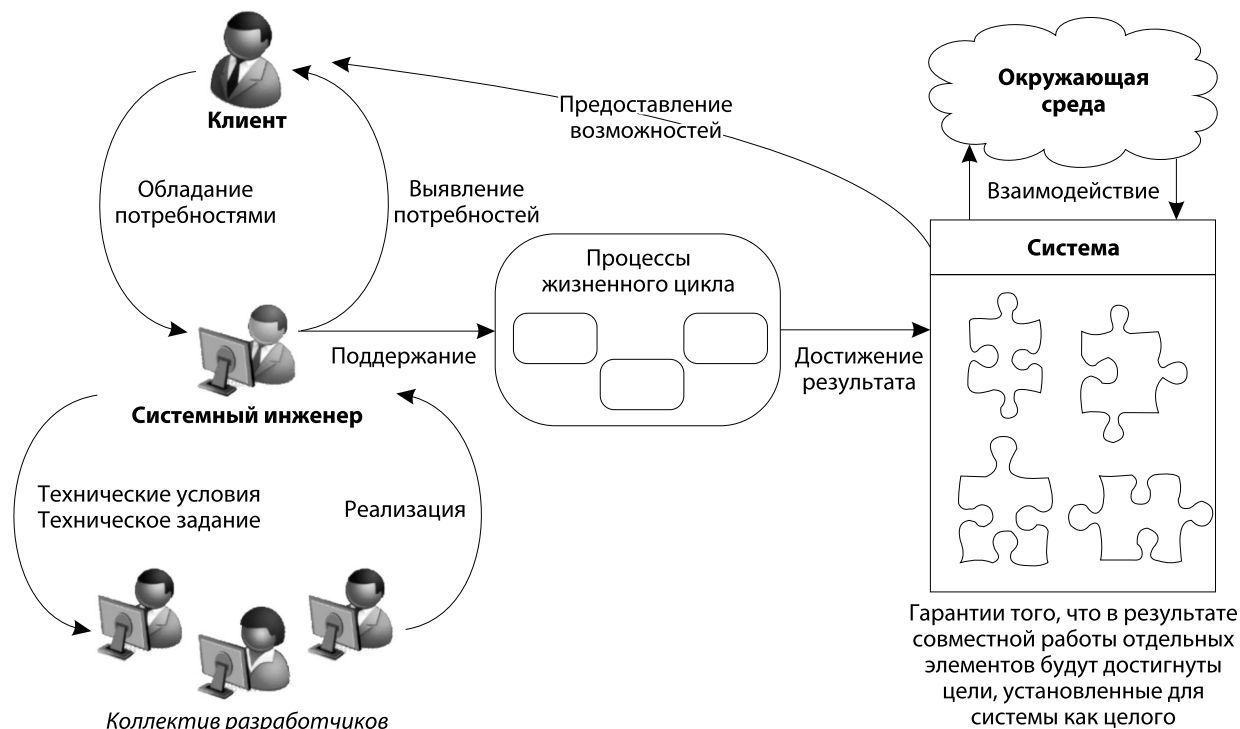 Клиент
Обладание
потребностями
Выявление
потребностей
Предоставление
возможностей
Окружающая
среда
Взаимодействие
Система
Процессы
жизненного цикла
Поддержание
Достижение
результата
Системный инженер
Технические условия
Техническое задание
Реализация
Коллектив разработчиков
Гарантии того, что в результате
совместной работы отдельных
элементов будут достигнуты
цели, установленные для
системы как целого